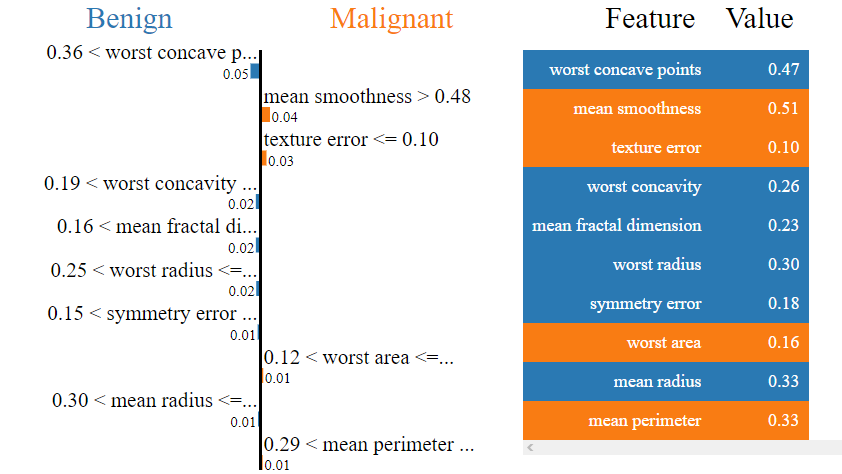 Benign Malignant
0.36 < worst concave p...
0.05
mean smoothness > 0.48
0.04
texture error <= 0.10
0.03
0.19 < worst concavity ...
0.02
0.16 < mean fractal di...
0.02
0.25 < worst radius <=...
0.02
0.15 < symmetry error ...
0.01
0.12 < worst area <=...
0.01
0.30 < mean radius <=...
0.01
0.29 < mean perimeter ...
0.01
Feature Value
worst concave points 0.47
mean smoothness 0.51
texture error 0.10
worst concavity 0.26
mean fractal dimension 0.23
worst radius 0.30
symmetry error 0.18
worst area 0.16
mean radius 0.33
mean perimeter 0.33